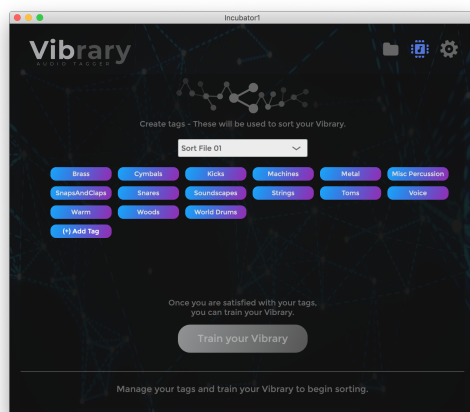 Incubator1
Vibrary
AUDIO TAGGER
Create tags - These will be used to sort your Vibrary.
Sort File 01
Brass Cymbals Kicks Machines Metal Misc Percussion
SnapsAndClaps Snares Soundscapes Strings Toms Voice
Warm Woods World Drums
(+) Add Tag
Once you are satisfied with your tags,
you can train your Vibrary.
Train your Vibrary
Manage your tags and train your Vibrary to begin sorting.